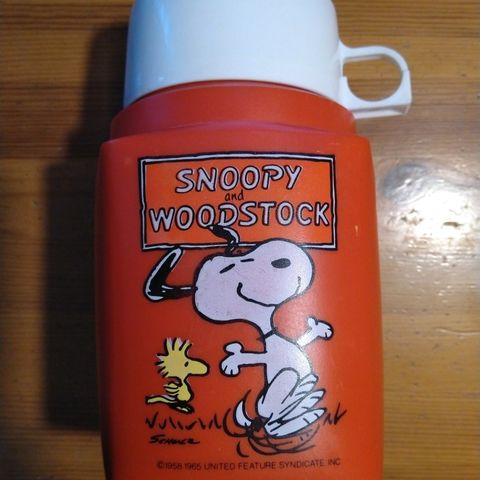 SNOOPY
and
WOODSTOCK
SCHULZ
©1958 1965 UNITED FEATURE SYNDICATE, INC